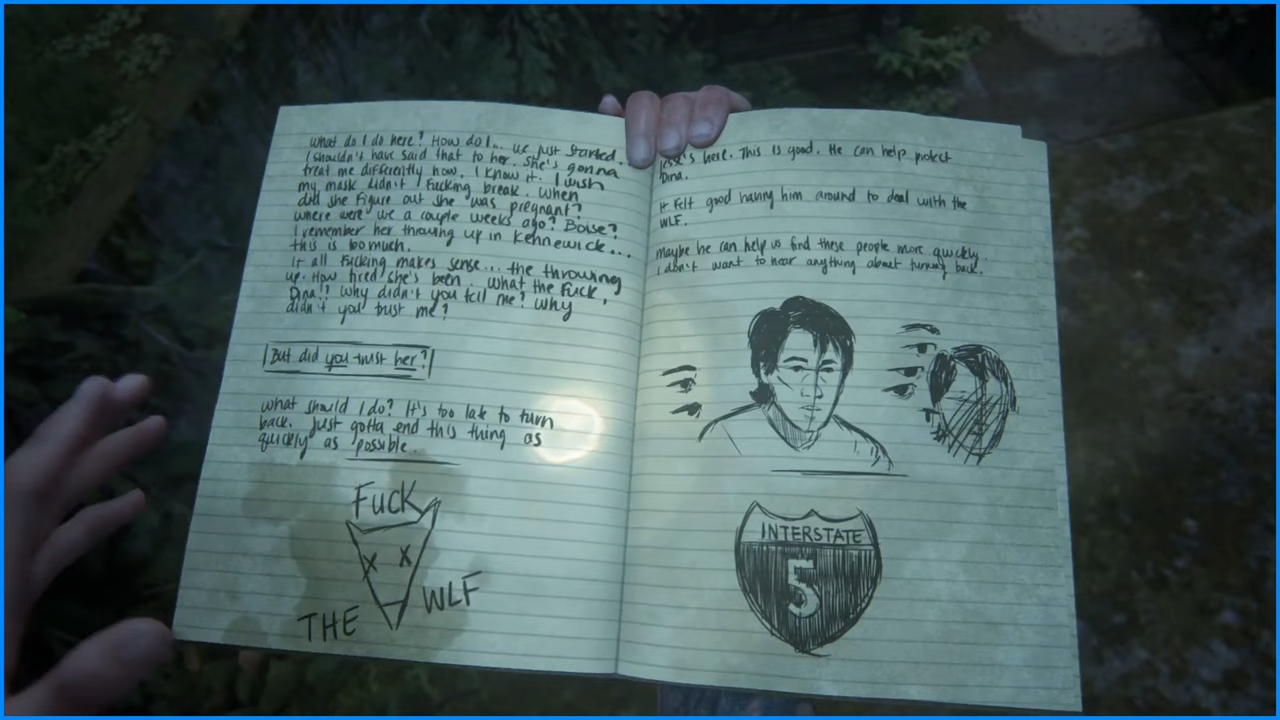 What do I do here? How do I... we just started.
I shouldn't have said that to her. She's gonna
treat me differently now. I know it. I wish
my mask didn't fucking break. When
did she figure out she was pregnant?
where were we a couple weeks ago? Boise?
I remember her throwing up in Kennewick...
this is too much.
It all fucking makes sense... the throwing
up. How tired she's been. What the fuck,
Dina!? Why didn't you tell me? Why
didn't you trust me?
But did you trust her?
What should I do? It's too late to turn
back. Just gotta end this thing as
quickly as possible.
Fuck
THE WLF
Jesse's here. This is good. He can help protect
Dina.
It felt good having him around to deal with the
WLF.
Maybe he can help us find these people more quickly.
I don't want to hear anything about turning back.
INTERSTATE
5